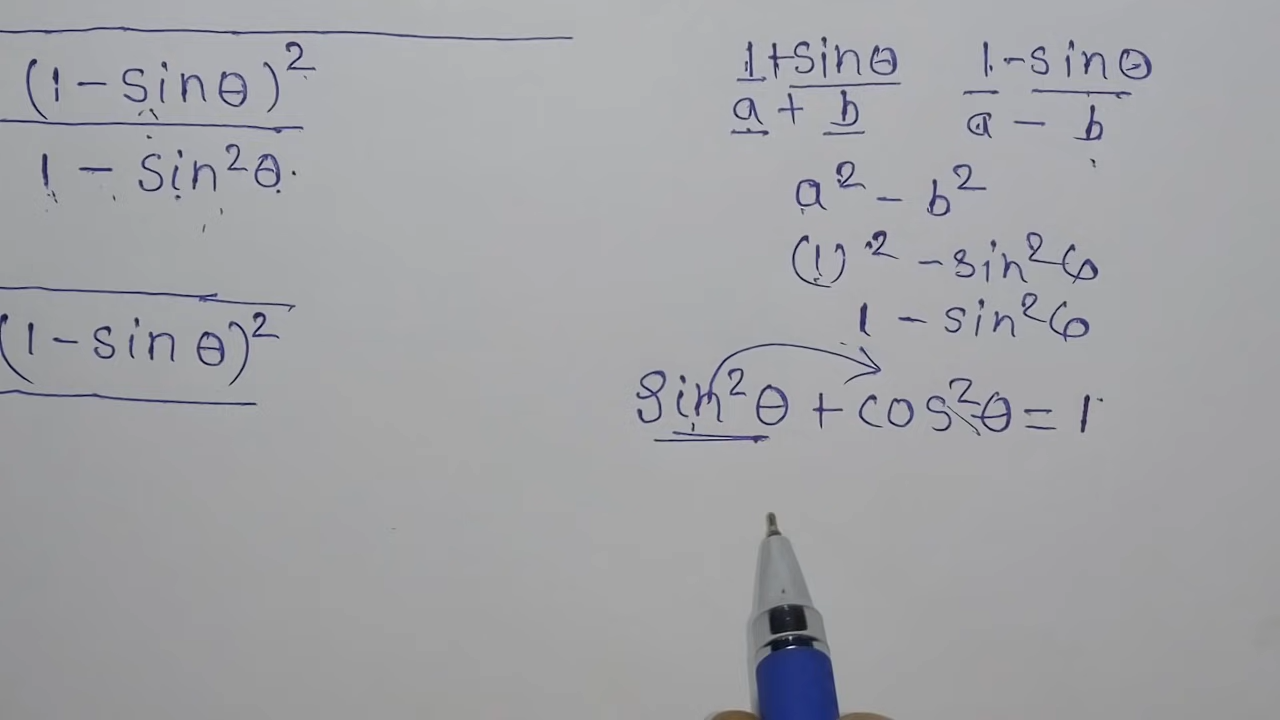 (1 - sinθ)²
1 - sin²θ
(1 - sin θ)²
1+sinθ 1-sinθ
a + b a - b
a² - b²
(1)² - sin²θ
1 - sin²θ
sin²θ + cos²θ = 1